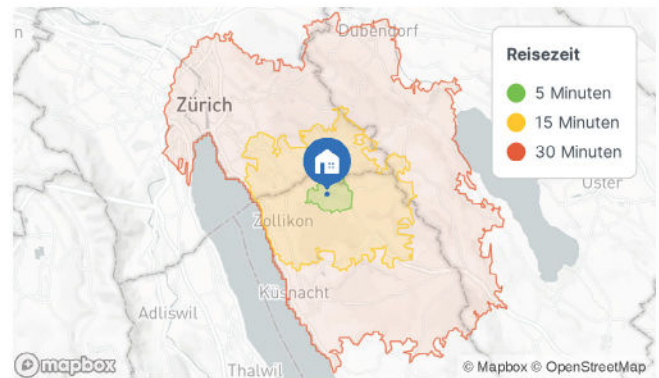 n
Dübendorf
Reisezeit
5 Minuten
15 Minuten
30 Minuten
Zürich
Uster
Zollikon
Küsnacht
Adliswil
Thalwil
mapbox
© Mapbox © OpenStreetMap